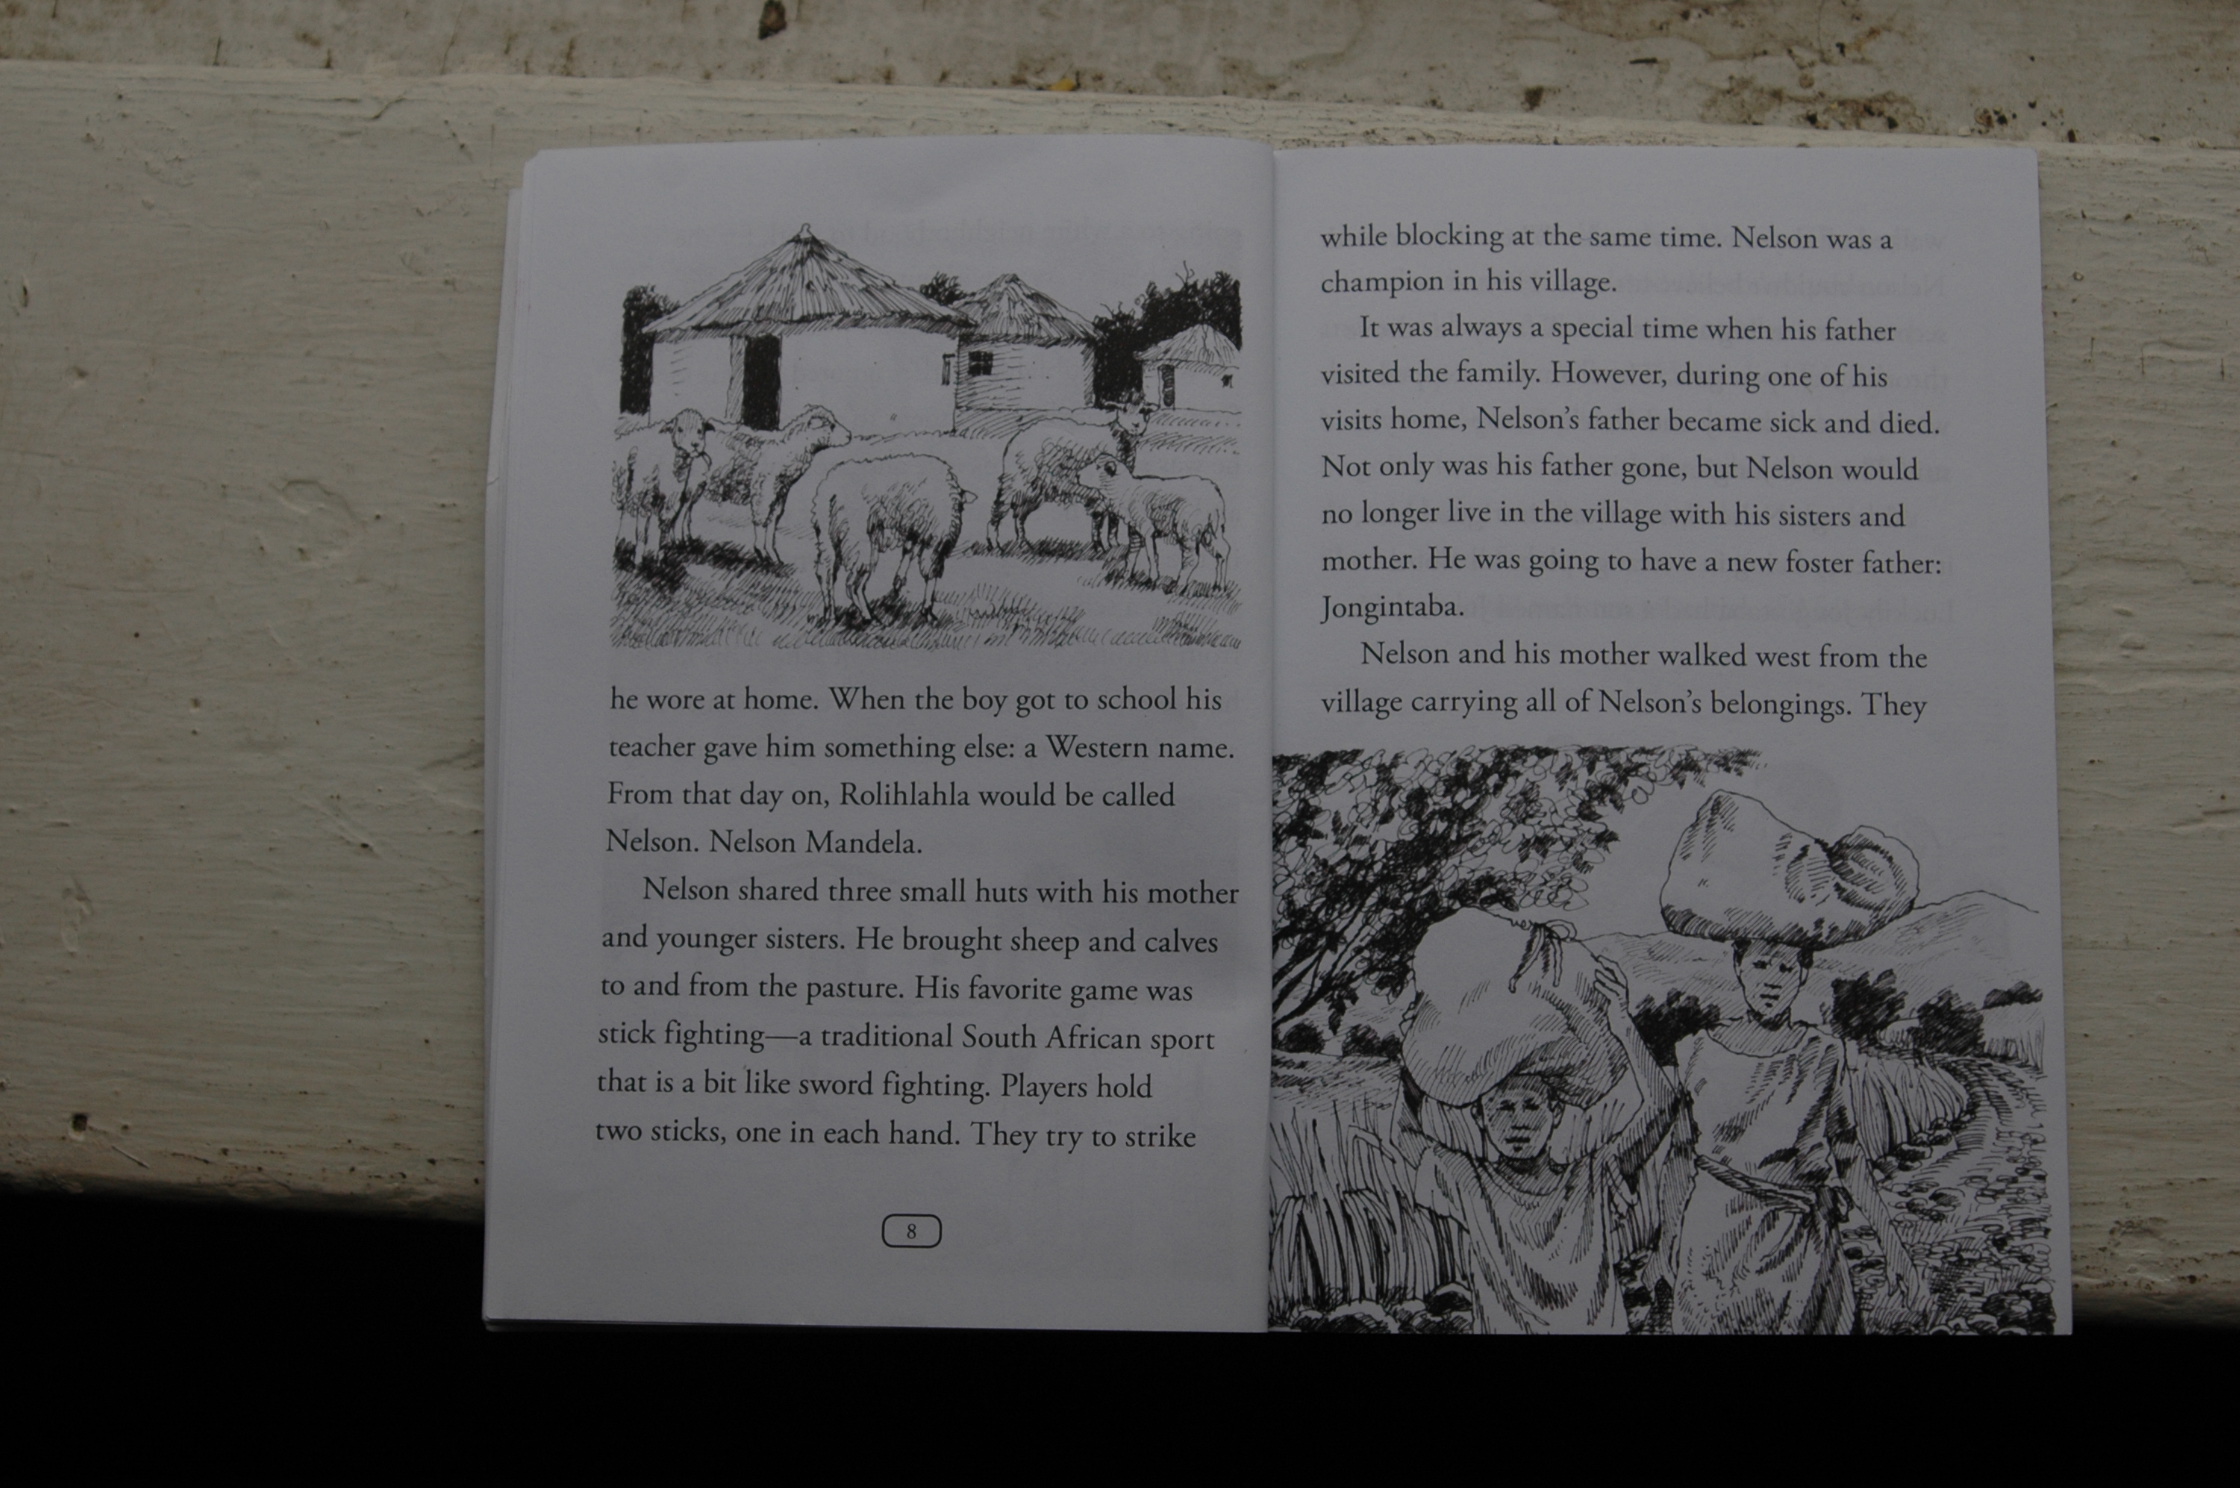 he wore at home. When the boy got to school his
teacher gave him something else: a Western name.
From that day on, Rolihlahla would be called
Nelson. Nelson Mandela.
Nelson shared three small huts with his mother
and younger sisters. He brought sheep and calves
to and from the pasture. His favorite game was
stick fighting—a traditional South African sport
that is a bit like sword fighting. Players hold
two sticks, one in each hand. They try to strike
8
while blocking at the same time. Nelson was a
champion in his village.
It was always a special time when his father
visited the family. However, during one of his
visits home, Nelson’s father became sick and died.
Not only was his father gone, but Nelson would
no longer live in the village with his sisters and
mother. He was going to have a new foster father:
Jongintaba.
Nelson and his mother walked west from the
village carrying all of Nelson’s belongings. They